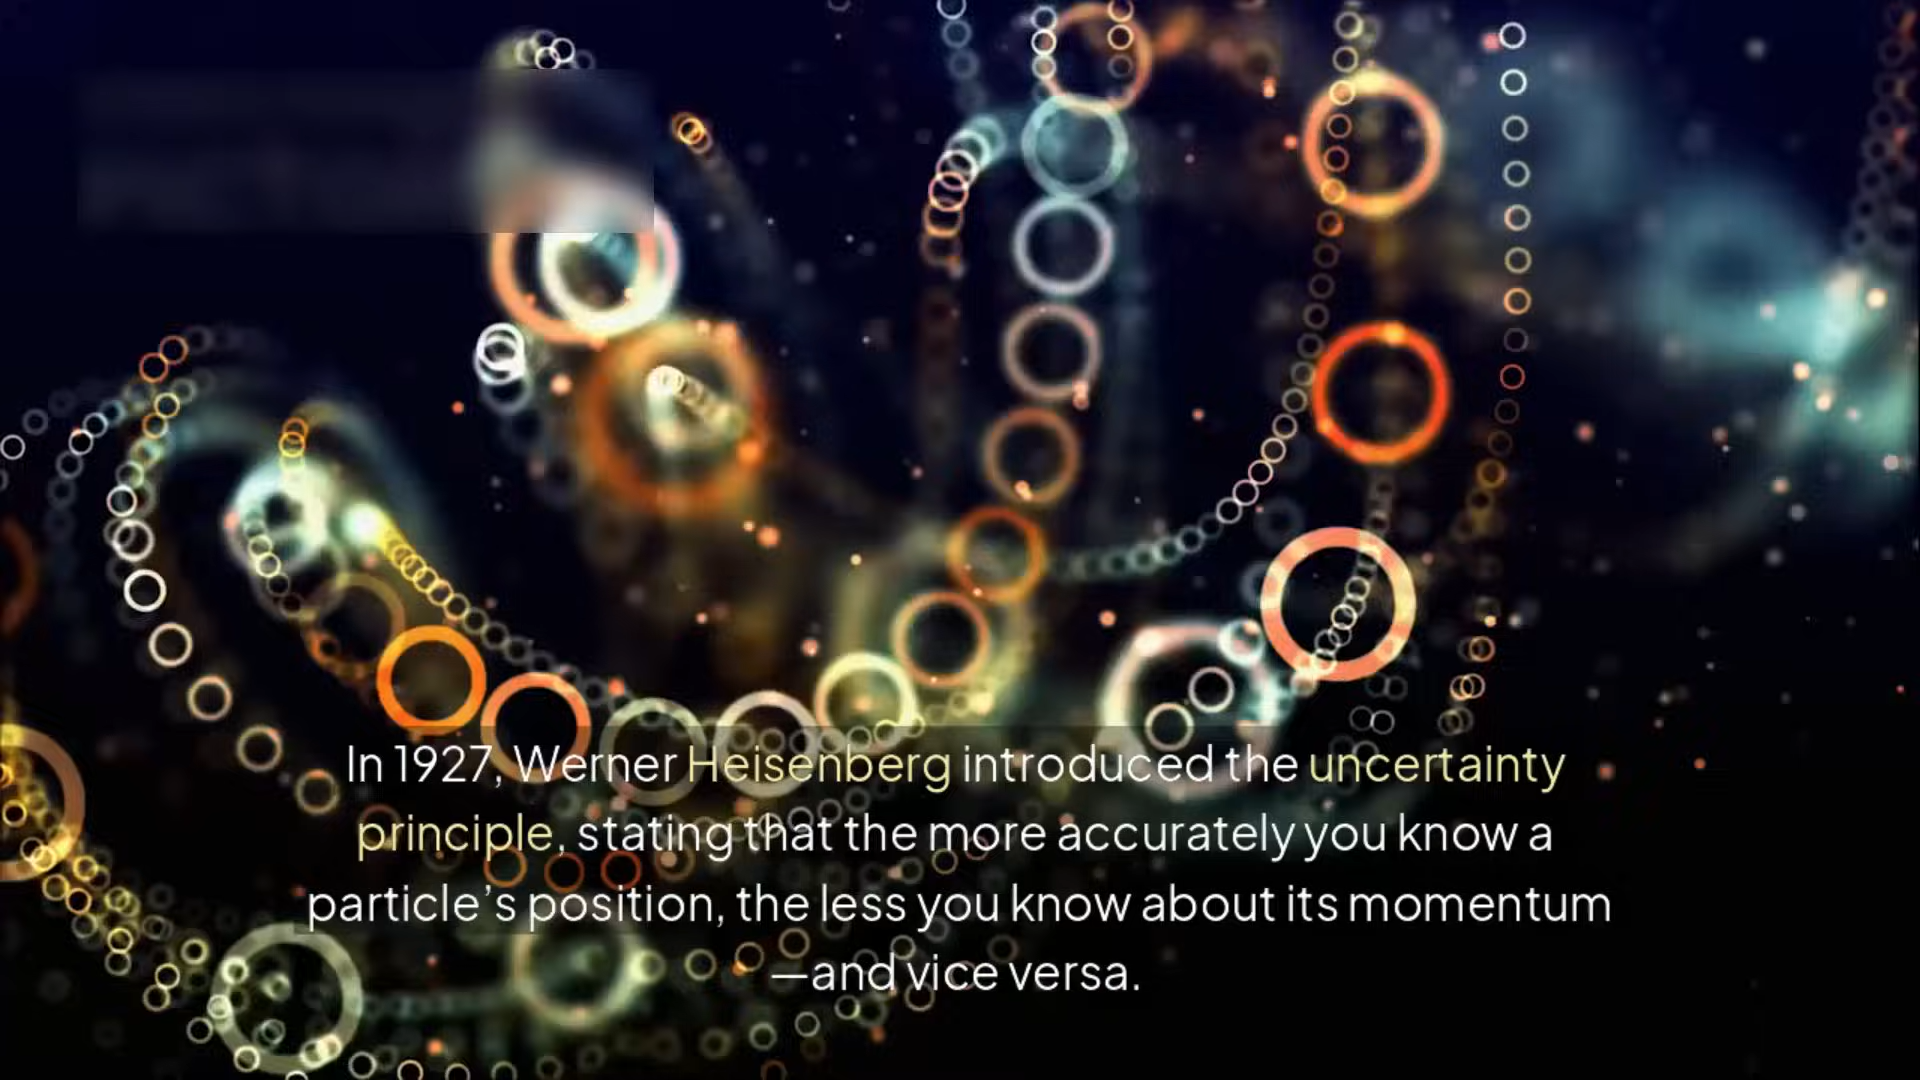 In 1927, Werner Heisenberg introduced the uncertainty
principle, stating that the more accurately you know a
particle’s position, the less you know about its momentum
—and vice versa.